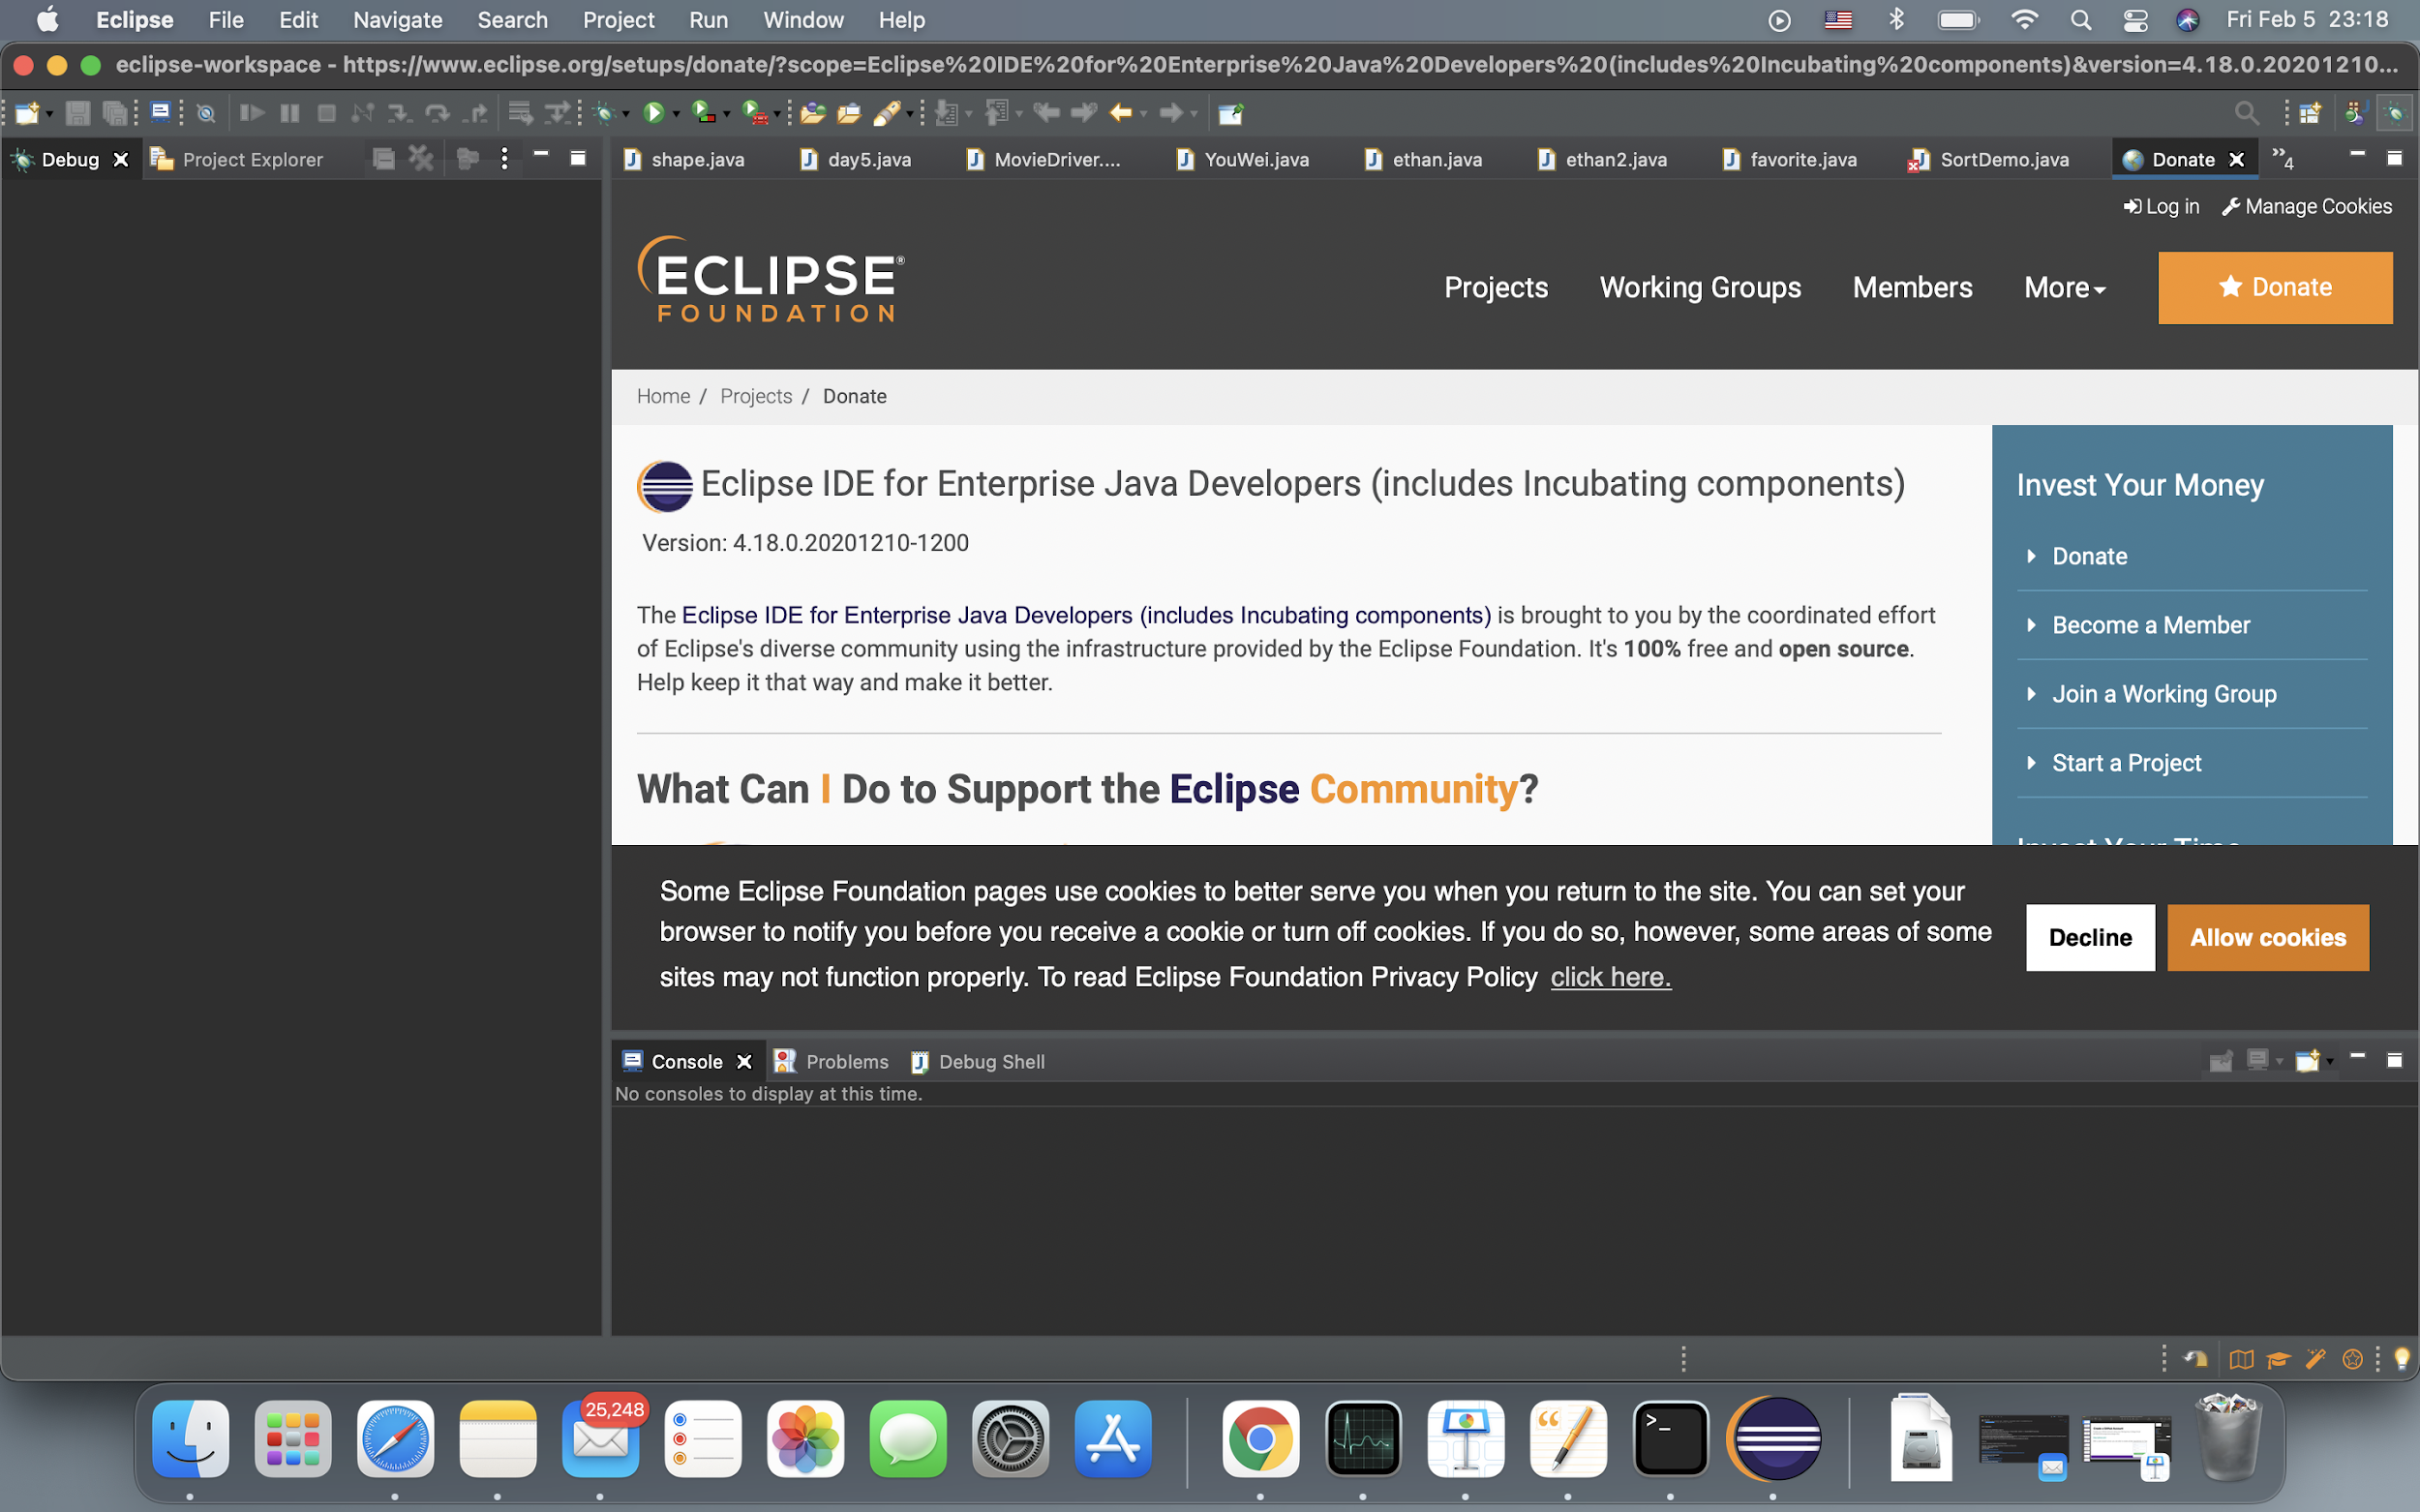 Eclipse File Edit Navigate Search Project Run Window Help Fri Feb 5 23:18
eclipse-workspace - https://www.eclipse.org/setups/donate/?scope=Eclipse%20IDE%20for%20Enterprise%20Java%20Developers%20(includes%20Incubating%20components)&version=4.18.0.20201210...
Debug Project Explorer
shape.java day5.java MovieDriver.... YouWei.java ethan.java ethan2.java favorite.java SortDemo.java Donate »4
Log in Manage Cookies
ECLIPSE®
FOUNDATION
Projects Working Groups Members More Donate
Home / Projects / Donate
Eclipse IDE for Enterprise Java Developers (includes Incubating components)
Version: 4.18.0.20201210-1200
The Eclipse IDE for Enterprise Java Developers (includes Incubating components) is brought to you by the coordinated effort
of Eclipse's diverse community using the infrastructure provided by the Eclipse Foundation. It's 100% free and open source.
Help keep it that way and make it better.
What Can I Do to Support the Eclipse Community?
Invest Your Money
Donate
Become a Member
Join a Working Group
Start a Project
Invest Your Time
Some Eclipse Foundation pages use cookies to better serve you when you return to the site. You can set your
browser to notify you before you receive a cookie or turn off cookies. If you do so, however, some areas of some
sites may not function properly. To read Eclipse Foundation Privacy Policy click here.
Decline Allow cookies
Console Problems Debug Shell
No consoles to display at this time.
25,248